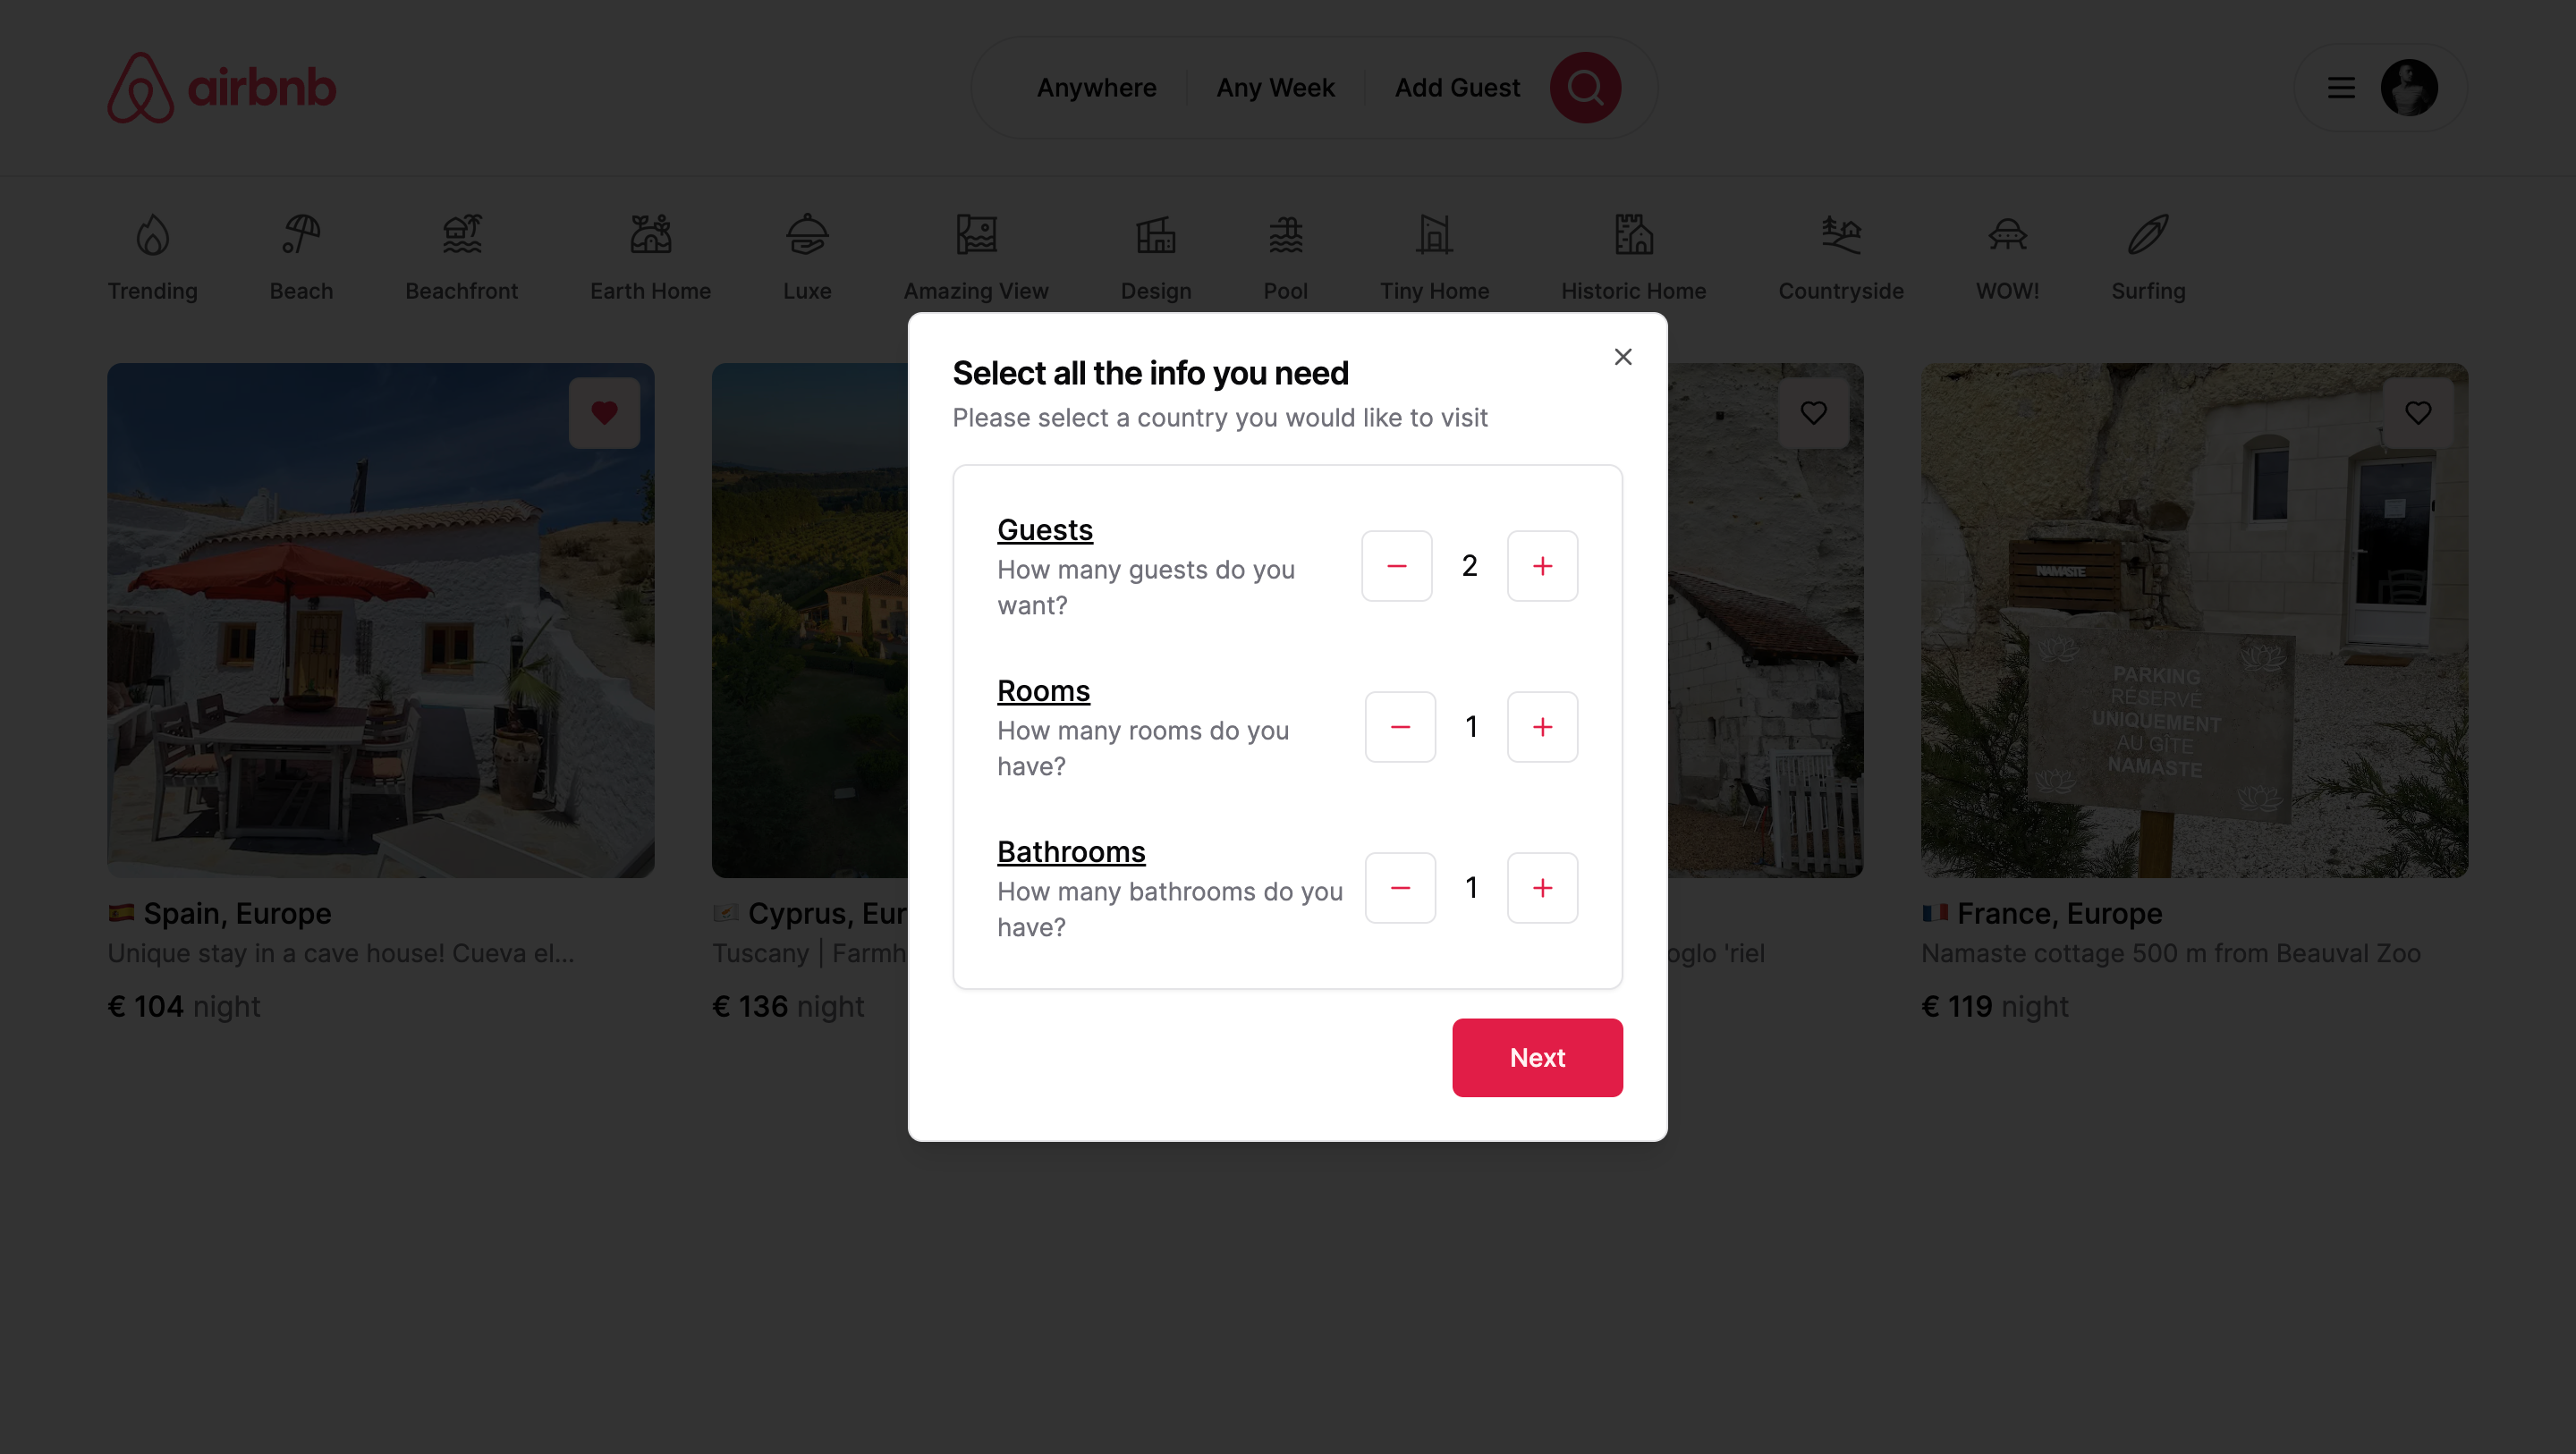 airbnb
Anywhere
Any Week
Add Guest
Trending
Beach
Beachfront
Earth Home
Luxe
Amazing View
Design
Pool
Tiny Home
Historic Home
Countryside
WOW!
Surfing
Select all the info you need
Please select a country you would like to visit
Guests
How many guests do you
want?
2
Rooms
How many rooms do you
have?
1
Bathrooms
How many bathrooms do you
have?
1
Next
Spain, Europe
Unique stay in a cave house! Cueva el...
€ 104 night
Cyprus, Eur
Tuscany | Farmh
€ 136 night
oglo 'riel
NAMASTE
PARKING
RÉSERVÉ
UNIQUEMENT
AU GÎTE
NAMASTE
France, Europe
Namaste cottage 500 m from Beauval Zoo
€ 119 night